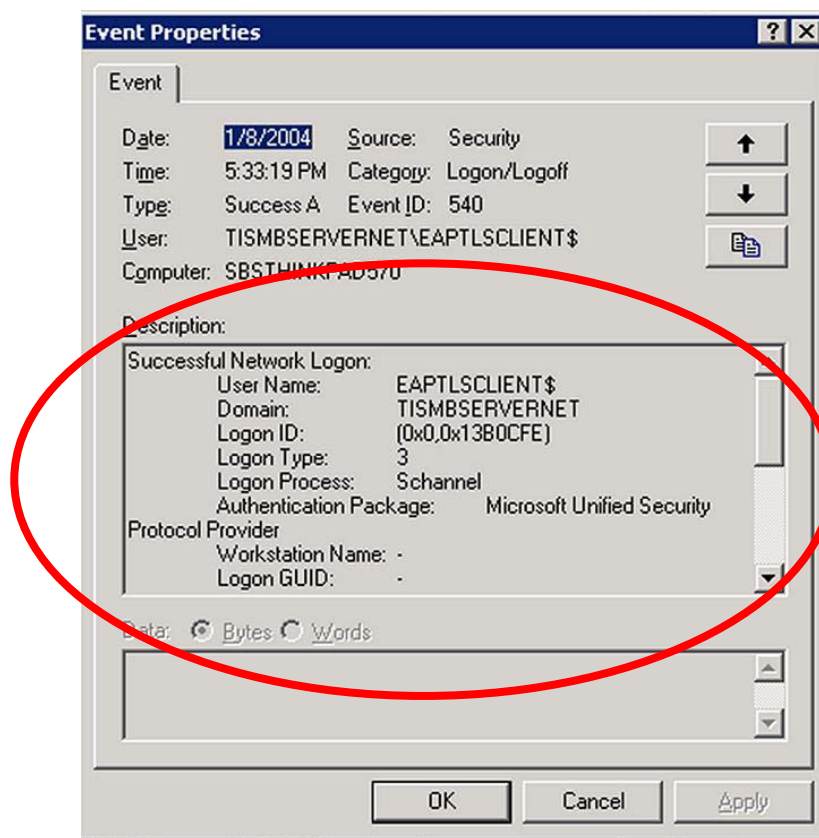 Event Properties
Event
Date: 1/8/2004 Source: Security
Time: 5:33:19 PM Category: Logon/Logoff
Type: Success A Event ID: 540
User: TISMBSERVERNET\EAPTLSCLIENT$
Computer: SBSTHINKPAD570
Description:
Successful Network Logon:
User Name: EAPTLSCLIENT$
Domain: TISMBSERVERNET
Logon ID: (0x0,0x13B0CFE)
Logon Type: 3
Logon Process: Schannel
Authentication Package: Microsoft Unified Security
Protocol Provider
Workstation Name: -
Logon GUID: -
Data: Bytes Words
OK Cancel Apply